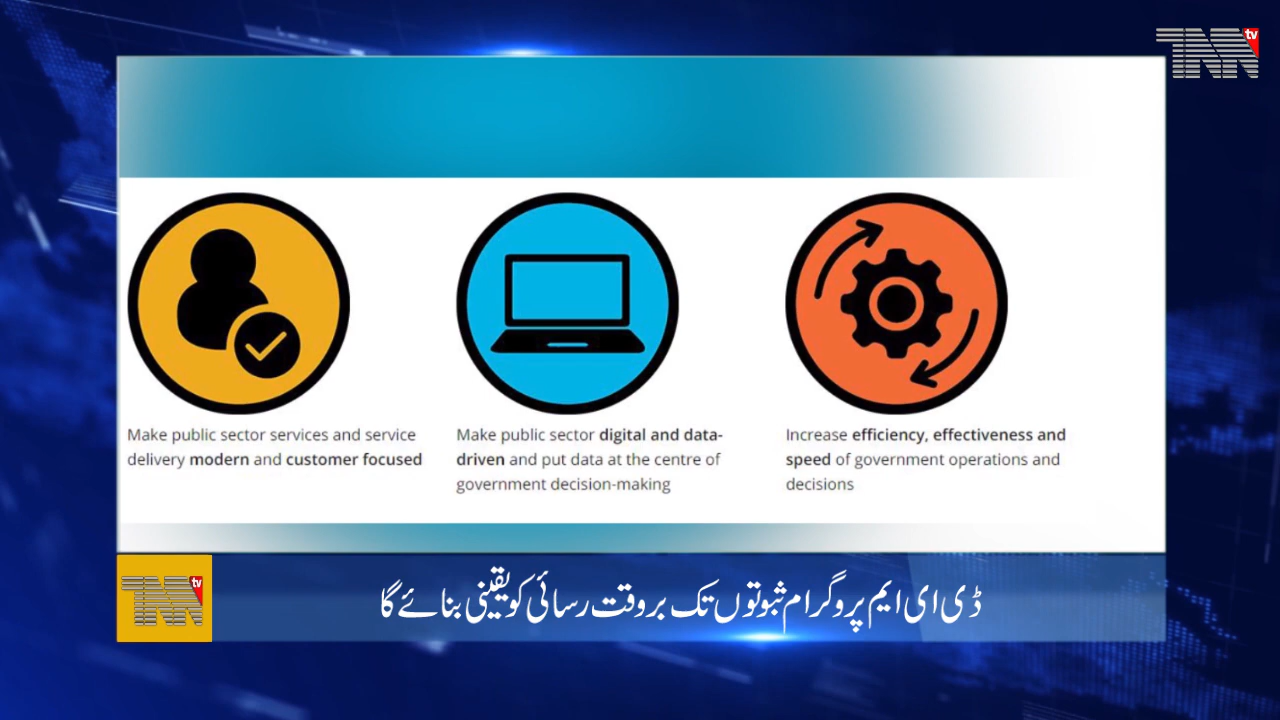 TNN tv
Make public sector services and service
delivery modern and customer focused
Make public sector digital and data-
driven and put data at the centre of
government decision-making
Increase efficiency, effectiveness and
speed of government operations and
decisions
TNN tv
ڈی ای ایم پروگرام ثبوتوں تک بروقت رسائی کو یقینی بنائے گا